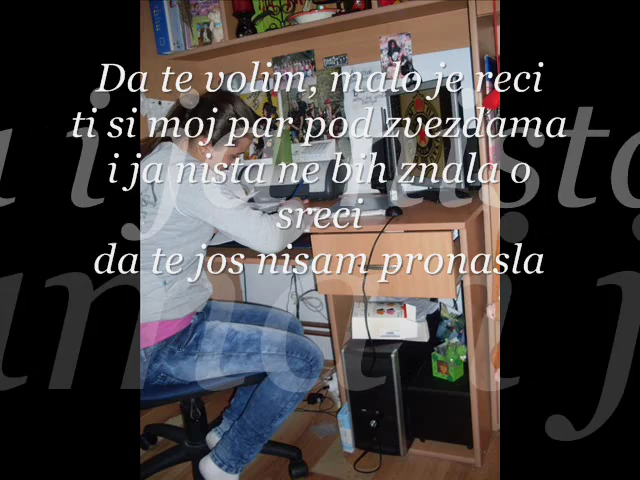 Da te volim, malo je reci
ti si moj par pod zvezdama
i ja nista ne bih znala o
sreci
da te jos nisam pronasla